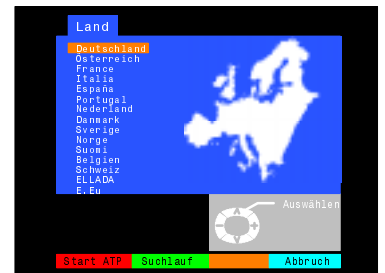 Land
Deutschland
Österreich
France
Italia
España
Portugal
Nederland
Danmark
Sverige
Norge
Suomi
Belgien
Schweiz
ELLADA
E.Eu
Auswählen
Start ATP Suchlauf Abbruch